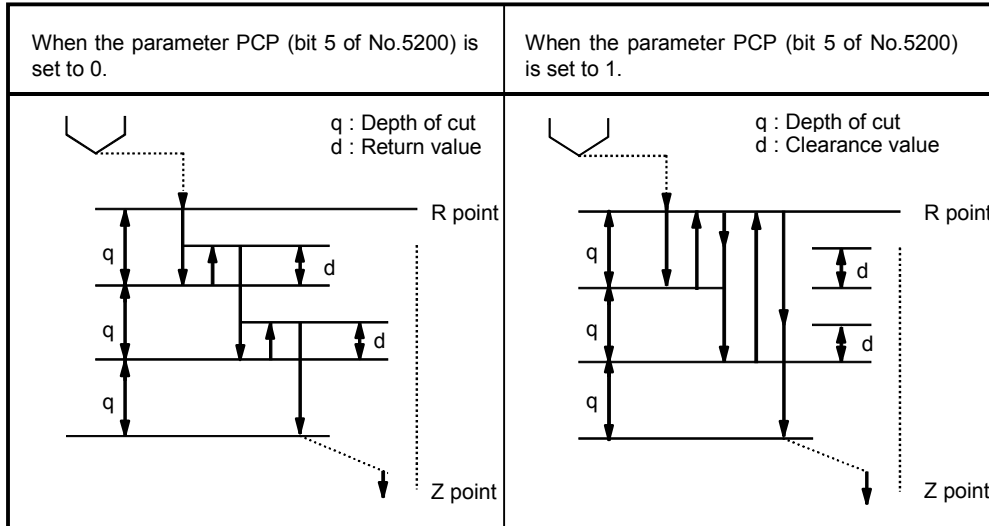 When the parameter PCP (bit 5 of No.5200) is
set to 0.
When the parameter PCP (bit 5 of No.5200)
is set to 1.
q : Depth of cut
d : Return value
R point
q
d
q
d
q
Z point
q : Depth of cut
d : Clearance value
R point
q
d
q
d
q
Z point